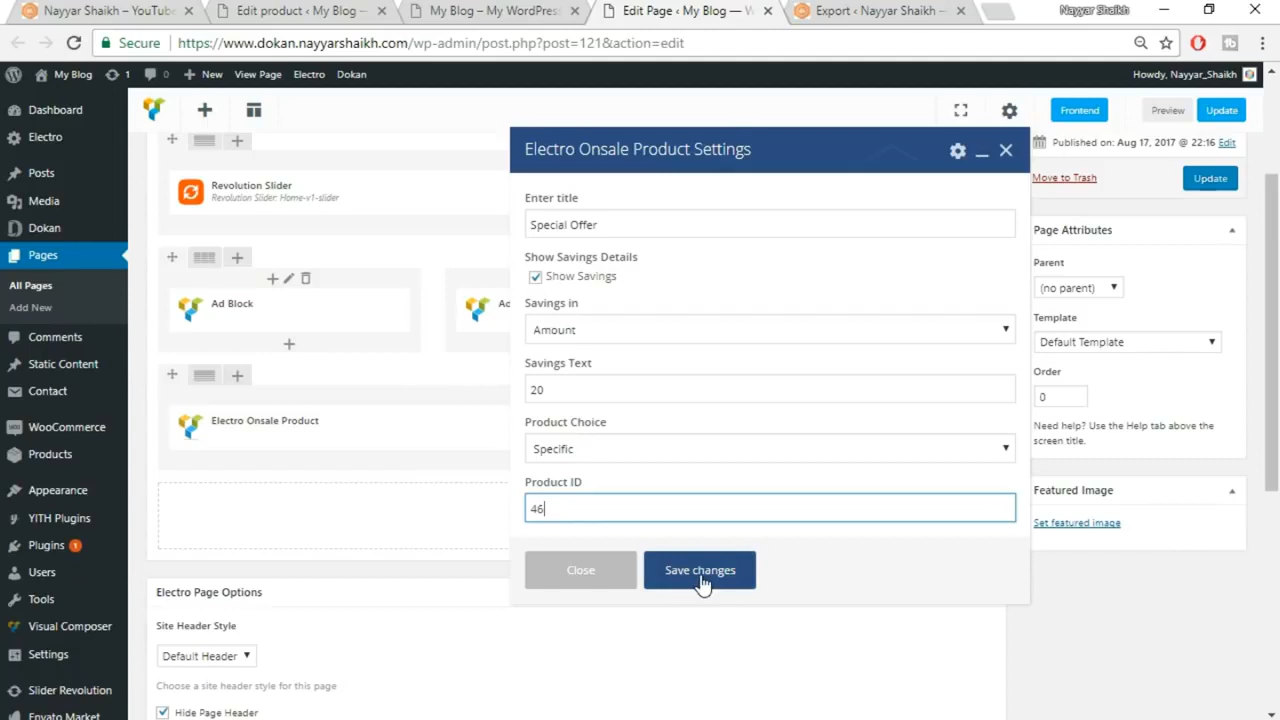 Nayyar Shaikh – YouTube
Edit product ‹ My Blog —
My Blog – My WordPress
Edit Page ‹ My Blog — W
Export ‹ Nayyar Shaikh —
Nayyar Shaikh
Secure
https://www.dokan.nayyarshaikh.com/wp-admin/post.php?post=121&action=edit
My Blog
1
0
New
View Page
Electro
Dokan
Howdy, Nayyar_Shaikh
Dashboard
Electro
Posts
Media
Dokan
Pages
All Pages
Add New
Comments
Static Content
Contact
WooCommerce
Products
Appearance
YITH Plugins
Plugins 1
Users
Tools
Visual Composer
Settings
Slider Revolution
Envato Market
Frontend
Preview
Update
Revolution Slider
Revolution Slider: Home-v1-slider
Ad Block
Electro Onsale Product
Electro Onsale Product Settings
Enter title
Special Offer
Show Savings Details
Show Savings
Savings in
Amount
Savings Text
20
Product Choice
Specific
Product ID
46
Close
Save changes
Published on: Aug 17, 2017 @ 22:16 Edit
Move to Trash
Update
Page Attributes
Parent
(no parent)
Template
Default Template
Order
0
Need help? Use the Help tab above the
screen title.
Featured Image
Set featured image
Electro Page Options
Site Header Style
Default Header
Choose a site header style for this page
Hide Page Header